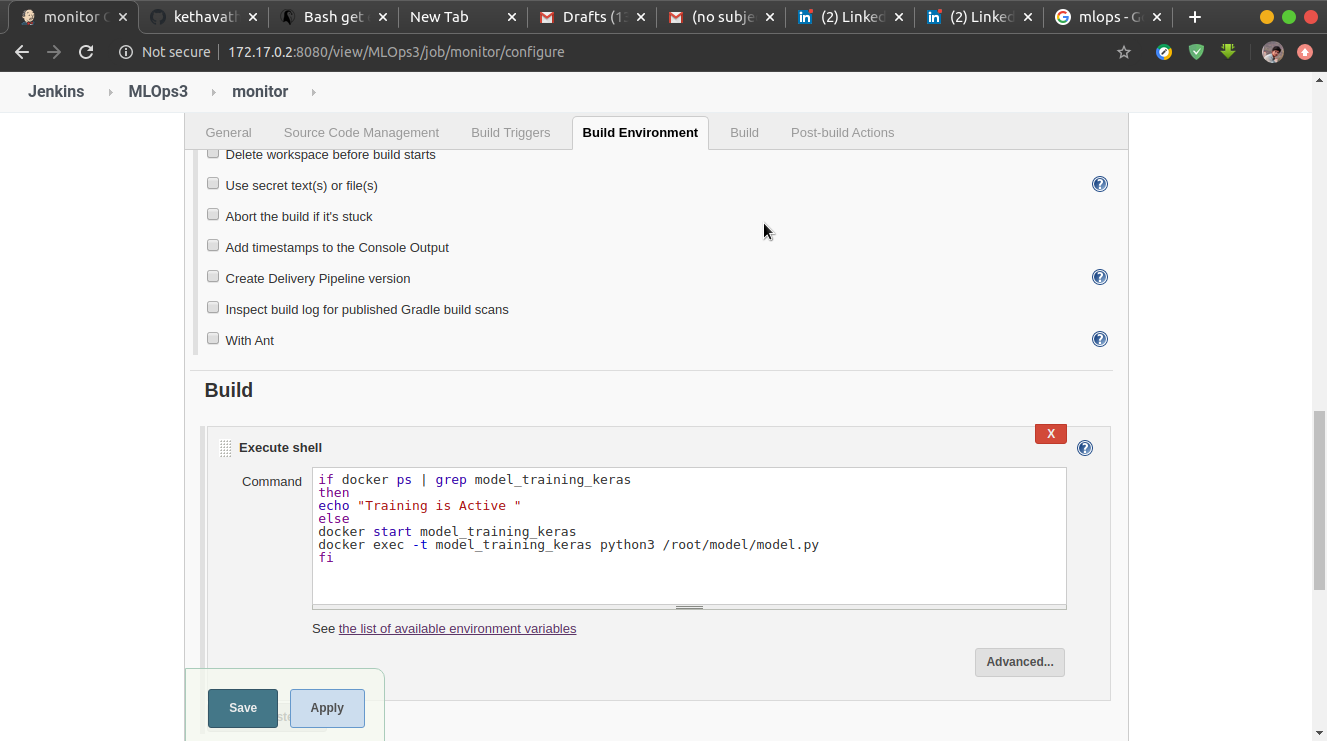 monitor
kethavat
Bash get
New Tab
Drafts (1
(no subje
(2) Linked
(2) Linked
mlops - G
Not secure
172.17.0.2:8080/view/MLOps3/job/monitor/configure
Jenkins MLOps3 monitor
General Source Code Management Build Triggers Build Environment Build Post-build Actions
Delete workspace before build starts
Use secret text(s) or file(s)
Abort the build if it's stuck
Add timestamps to the Console Output
Create Delivery Pipeline version
Inspect build log for published Gradle build scans
With Ant
Build
X
Execute shell
Command
if docker ps | grep model_training_keras
then
echo "Training is Active "
else
docker start model_training_keras
docker exec -t model_training_keras python3 /root/model/model.py
fi
See the list of available environment variables
Advanced...
Save Apply